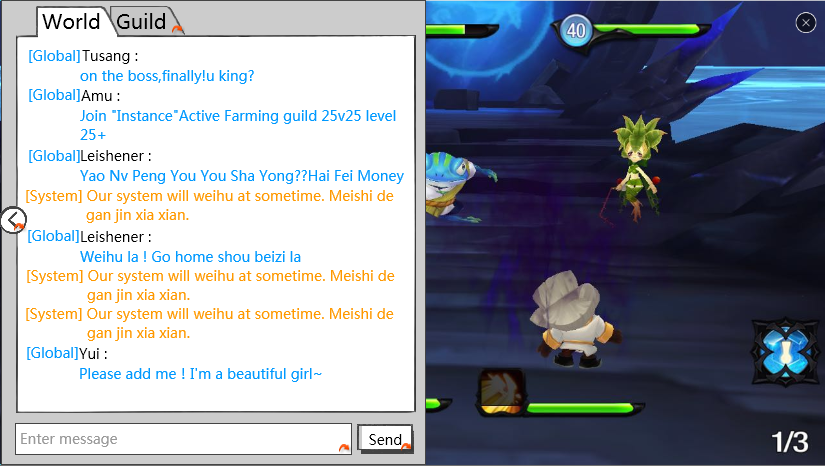 World Guild
[Global]Tusang :
on the boss,finally!u king?
[Global]Amu :
Join "Instance"Active Farming guild 25v25 level
25+
[Global]Leishener :
Yao Nv Peng You You Sha Yong??Hai Fei Money
[System] Our system will weihu at sometime. Meishi de
gan jin xia xian.
[Global]Leishener :
Weihu la ! Go home shou beizi la
[System] Our system will weihu at sometime. Meishi de
gan jin xia xian.
[System] Our system will weihu at sometime. Meishi de
gan jin xia xian.
[Global]Yui :
Please add me ! I'm a beautiful girl~
Enter message
Send
40
1/3